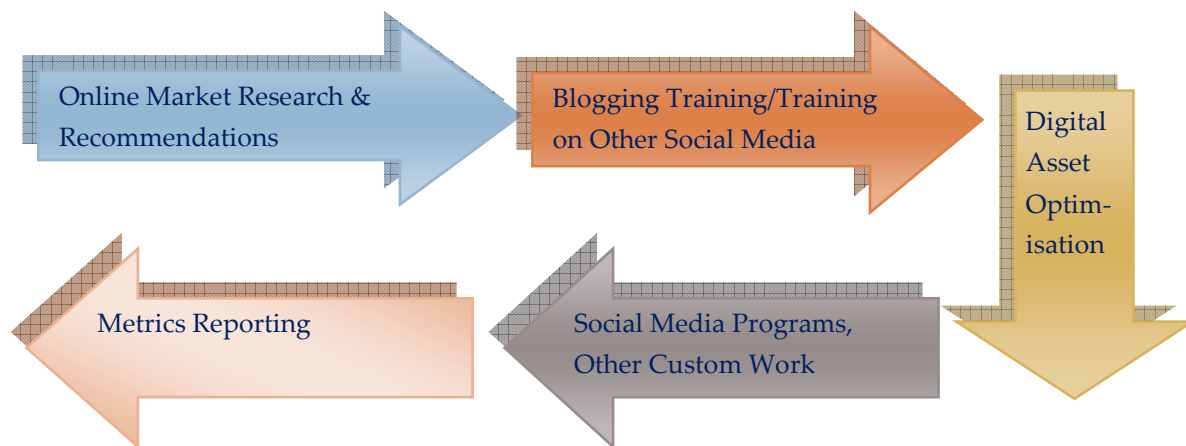 Online Market Research &
Recommendations
Blogging Training/Training
on Other Social Media
Digital
Asset
Optim-
isation
Social Media Programs,
Other Custom Work
Metrics Reporting